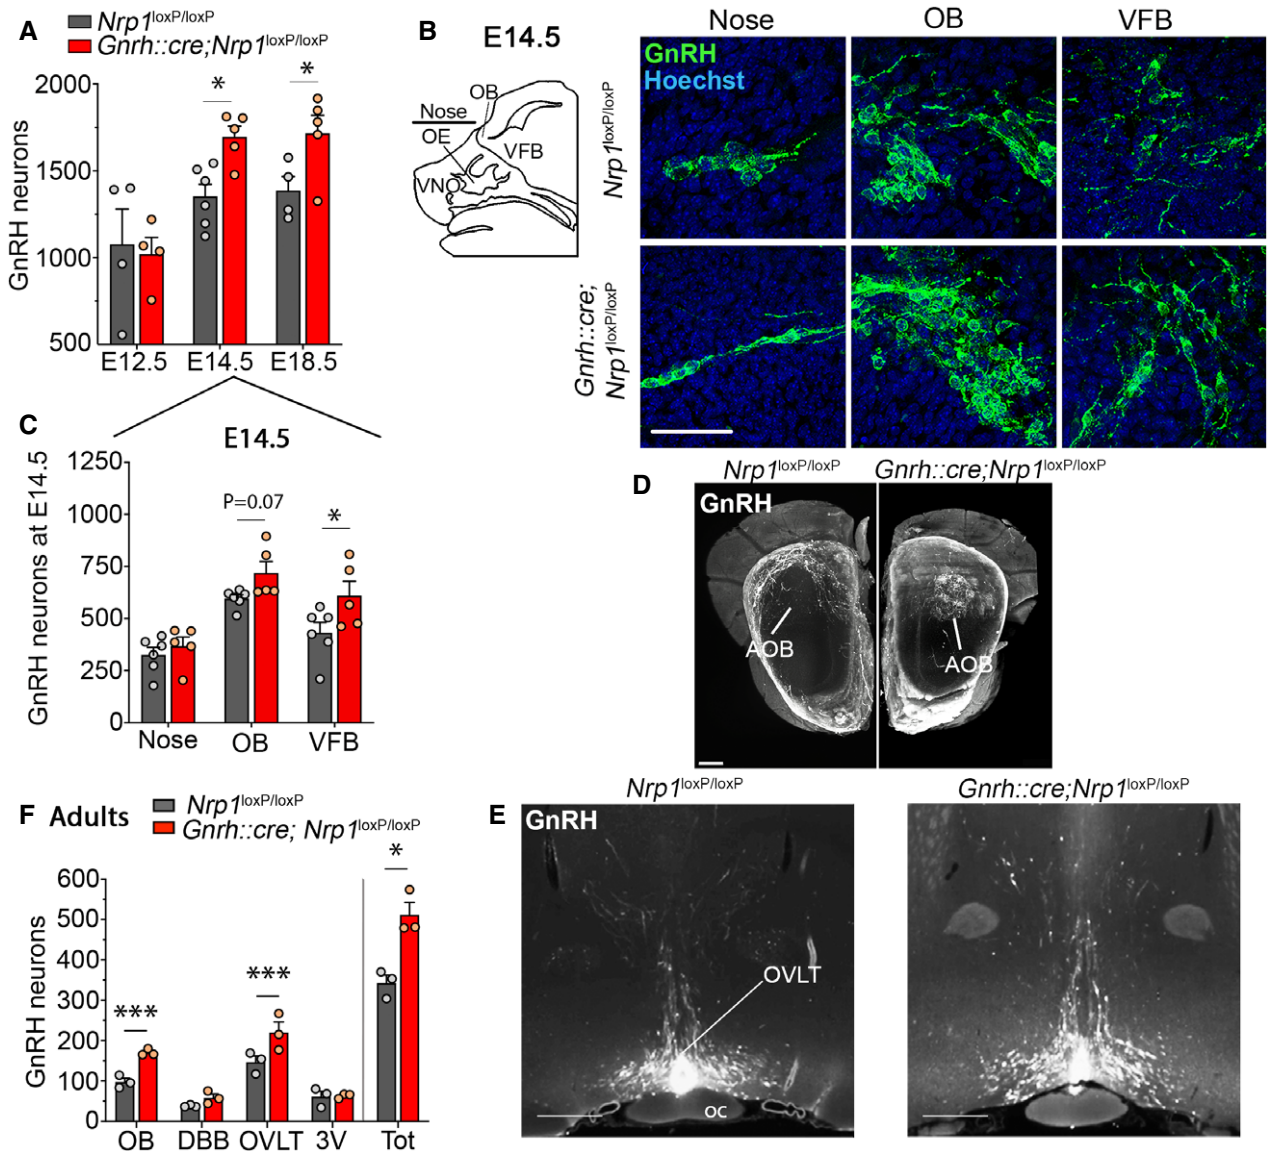 A
Nrp1loxP/loxP
Gnrh::cre;Nrp1loxP/loxP
GnRH neurons
2000
1500
1000
500
*
*
E12.5
E14.5
E18.5
B
E14.5
Nose
OB
OE
VFB
VNO
Nose
OB
VFB
GnRH
Hoechst
Nrp1loxP/loxP
Gnrh::cre;
Nrp1loxP/loxP
C
E14.5
GnRH neurons at E14.5
1250
1000
750
500
250
0
P=0.07
*
Nose
OB
VFB
D
Nrp1loxP/loxP
Gnrh::cre;Nrp1loxP/loxP
GnRH
AOB
AOB
F
Adults
Nrp1loxP/loxP
Gnrh::cre; Nrp1loxP/loxP
GnRH neurons
600
500
400
300
200
100
0
***
***
*
OB
DBB
OVLT
3V
Tot
E
Nrp1loxP/loxP
Gnrh::cre;Nrp1loxP/loxP
GnRH
OVLT
OC